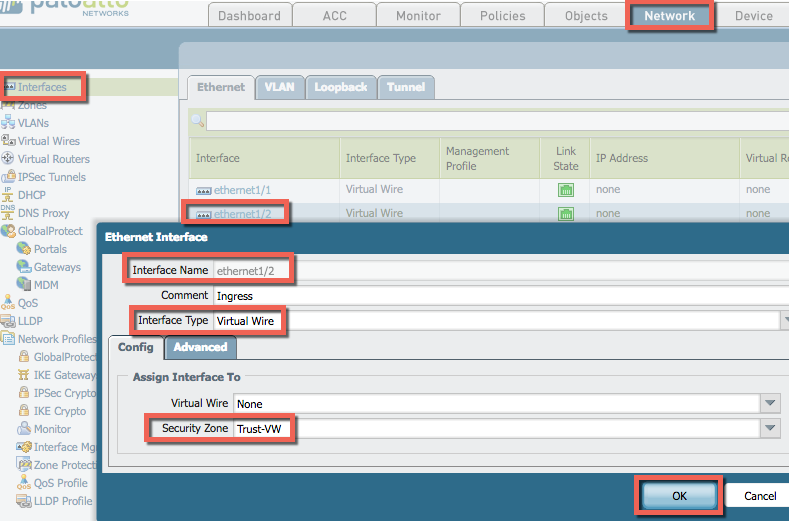 paloalto
NETWORKS
Dashboard ACC Monitor Policies Objects Network Device
Interfaces
Zones
VLANs
Virtual Wires
Virtual Routers
IPSec Tunnels
DHCP
DNS Proxy
GlobalProtect
Portals
Gateways
MDM
QoS
LLDP
Network Profiles
GlobalProtect
IKE Gateway
IPSec Crypto
IKE Crypto
Monitor
Interface Mg
Zone Protect
QoS Profile
LLDP Profile
Ethernet VLAN Loopback Tunnel
Interface Interface Type Management Profile Link State IP Address Virtual Ro
ethernet1/1 Virtual Wire none none
ethernet1/2 Virtual Wire none none
Ethernet Interface
Interface Name ethernet1/2
Comment Ingress
Interface Type Virtual Wire
Config Advanced
Assign Interface To
Virtual Wire None
Security Zone Trust-VW
OK Cancel